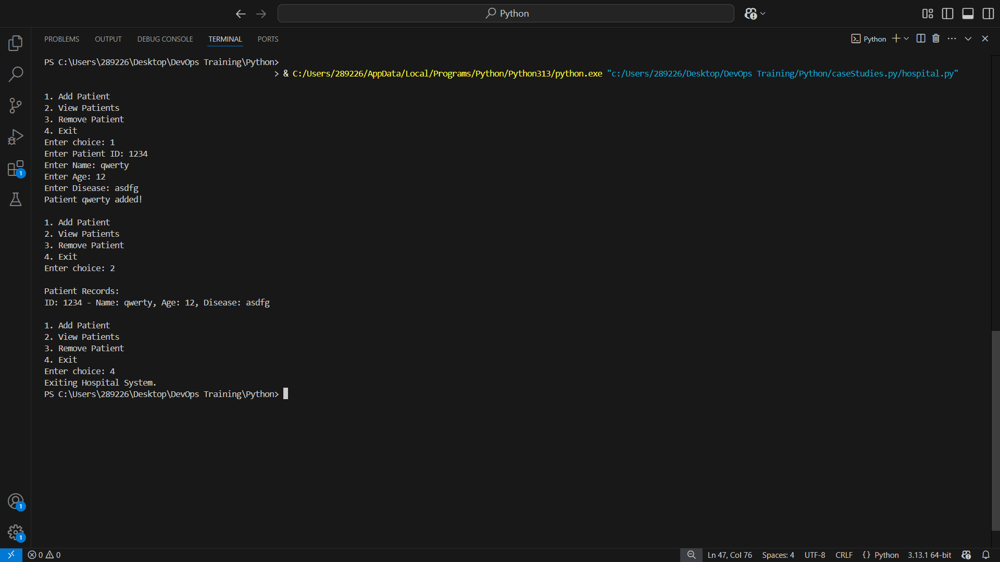 Python
PROBLEMS OUTPUT DEBUG CONSOLE TERMINAL PORTS Python
PS C:\Users\289226\Desktop\DevOps Training\Python>
> & C:/Users/289226/AppData/Local/Programs/Python/Python313/python.exe "c:/Users/289226/Desktop/DevOps Training/Python/caseStudies.py/hospital.py"
1. Add Patient
2. View Patients
3. Remove Patient
4. Exit
Enter choice: 1
Enter Patient ID: 1234
Enter Name: qwerty
Enter Age: 12
Enter Disease: asdfg
Patient qwerty added!
1. Add Patient
2. View Patients
3. Remove Patient
4. Exit
Enter choice: 2
Patient Records:
ID: 1234 - Name: qwerty, Age: 12, Disease: asdfg
1. Add Patient
2. View Patients
3. Remove Patient
4. Exit
Enter choice: 4
Exiting Hospital System.
PS C:\Users\289226\Desktop\DevOps Training\Python>
1
1
1
0 0 Ln 47, Col 76 Spaces: 4 UTF-8 CRLF {} Python 3.13.1 64-bit